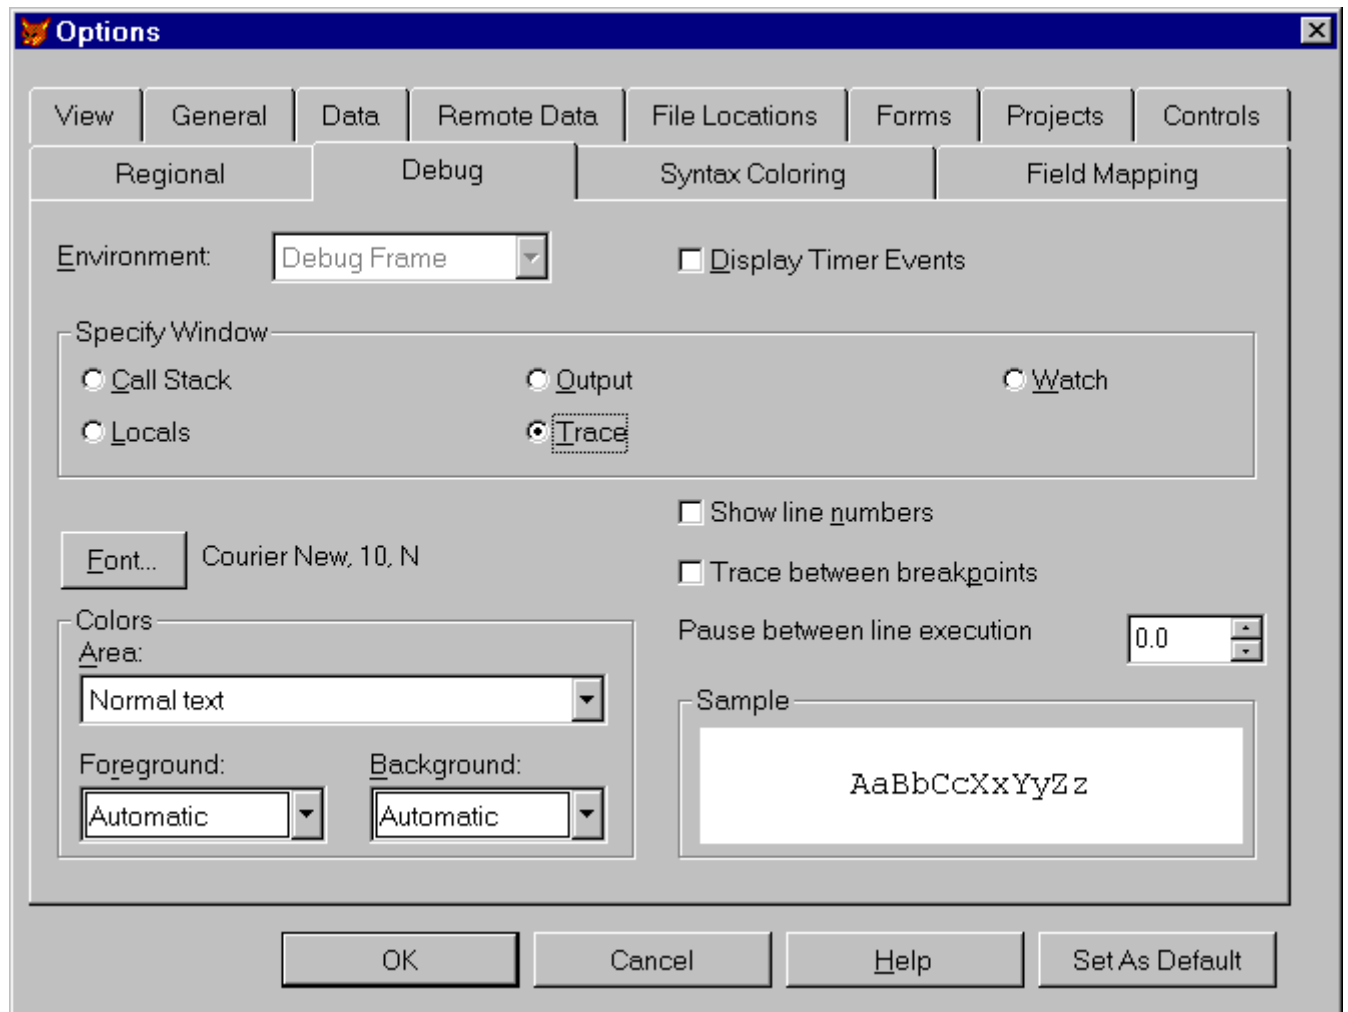 Options
View General Data Remote Data File Locations Forms Projects Controls
Regional Debug Syntax Coloring Field Mapping
Environment: Debug Frame Display Timer Events
Specify Window
Call Stack Output Watch
Locals Trace
Show line numbers
Font... Courier New, 10, N
Trace between breakpoints
Colors
Pause between line execution 0.0
Area:
Normal text
Sample
Foreground: Background:
AaBbCcXxYyZz
Automatic Automatic
OK Cancel Help Set As Default